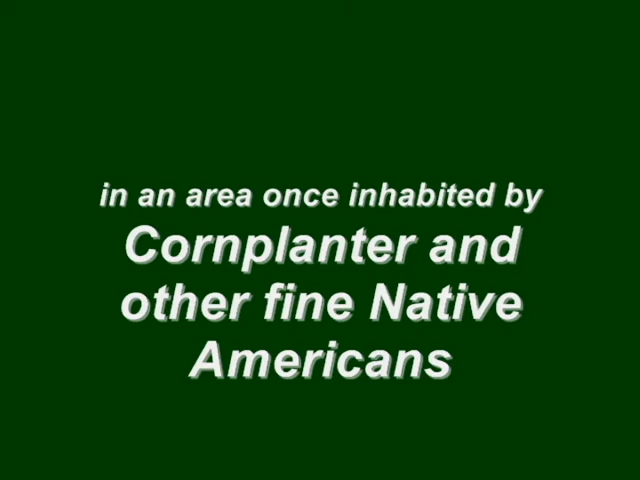 in an area once inhabited by
Cornplanter and
other fine Native
Americans